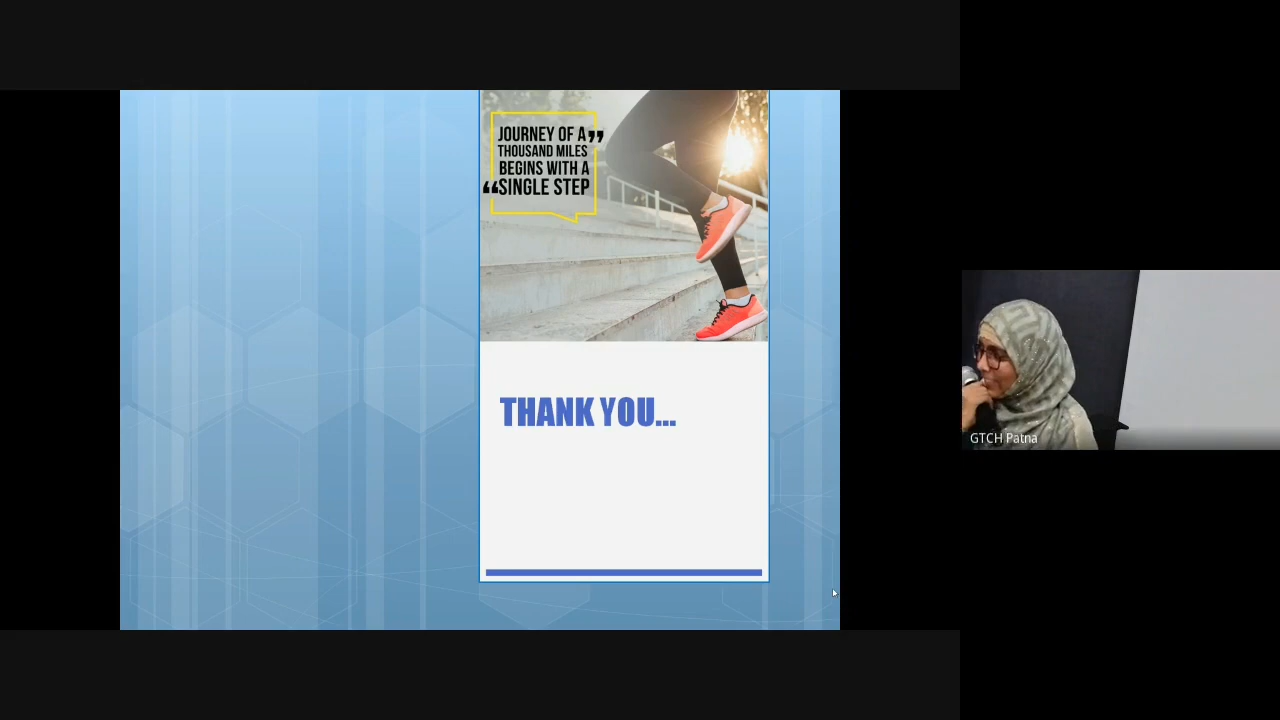 JOURNEY OF A”
THOUSAND MILES
BEGINS WITH A
“SINGLE STEP
THANK YOU...
GTCH Patna